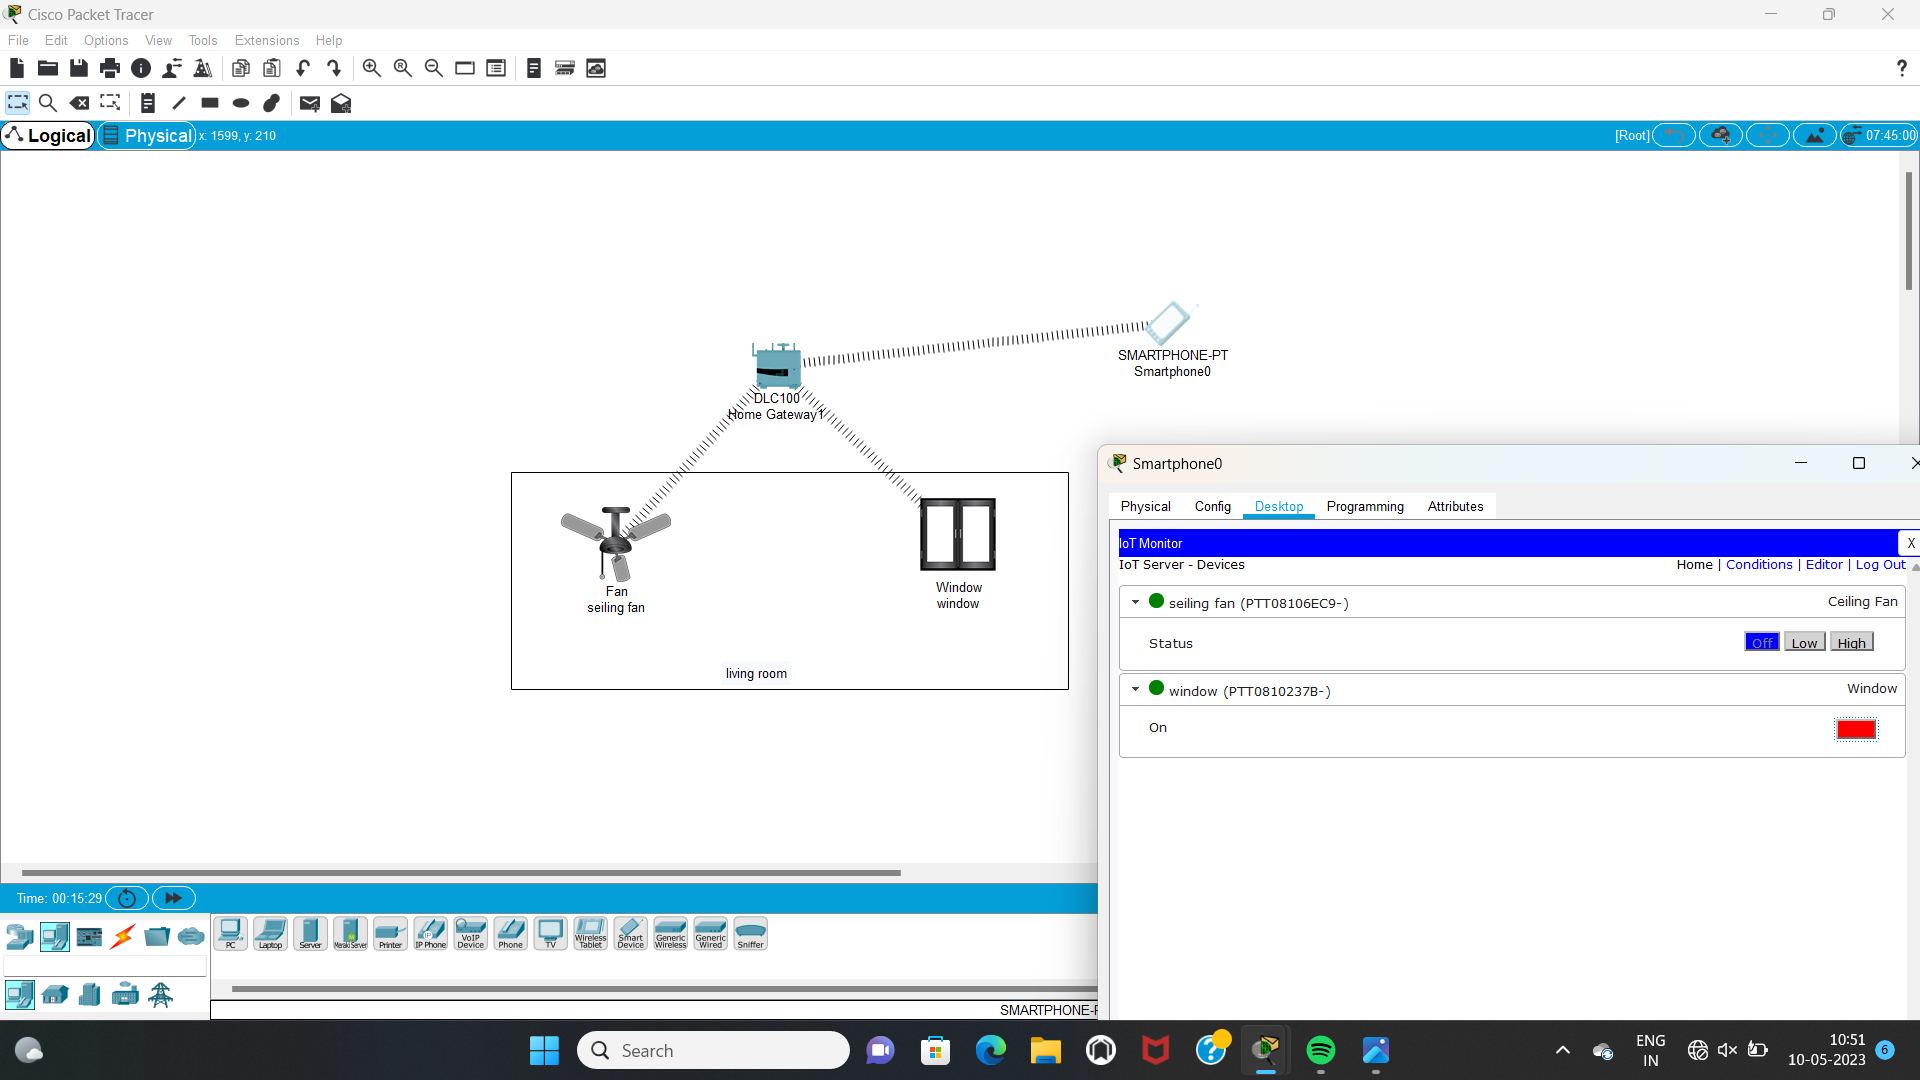 Cisco Packet Tracer
File Edit Options View Tools Extensions Help
?
Logical Physical x: 1599, y: 210 [Root] 07:45:00
SMARTPHONE-PT
Smartphone0
DLC100
Home Gateway1
Fan
seiling fan
Window
window
living room
Smartphone0
Physical Config Desktop Programming Attributes
IoT Monitor X
IoT Server - Devices Home | Conditions | Editor | Log Out
seiling fan (PTT08106EC9-) Ceiling Fan
Status Off Low High
window (PTT0810237B-) Window
On
Time: 00:15:29
PC
Laptop
Server
Meraki Server
Printer
IP Phone
VoIP Device
Phone
TV
Wireless Tablet
Smart Device
Generic Wireless
Generic Wired
Sniffer
SMARTPHONE-P
Search
ENG
IN
10:51
10-05-2023
6